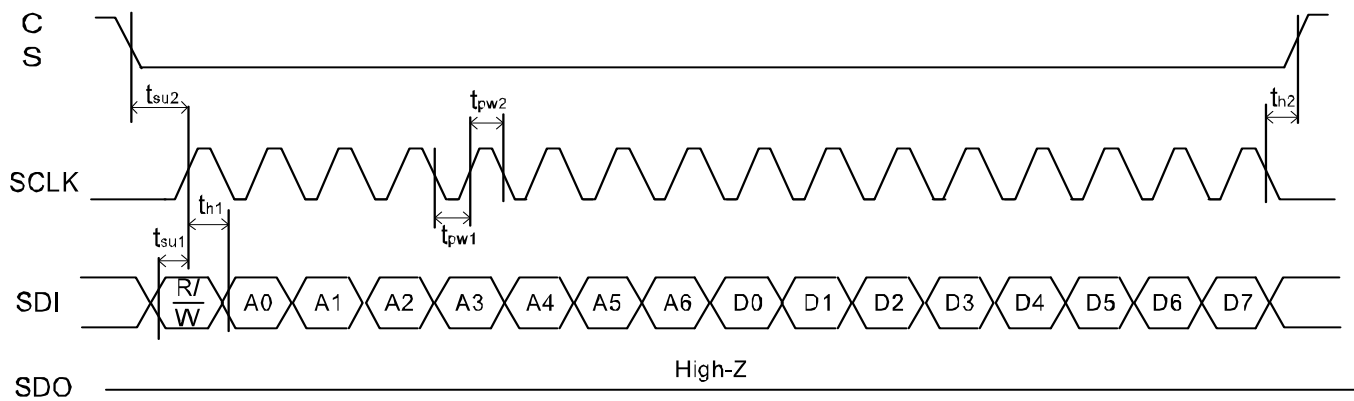 C
S
tsu2
tpw2
th2
SCLK
th1
tsu1
tpw1
SDI
R/
W
A0 A1 A2 A3 A4 A5 A6 D0 D1 D2 D3 D4 D5 D6 D7
High-Z
SDO